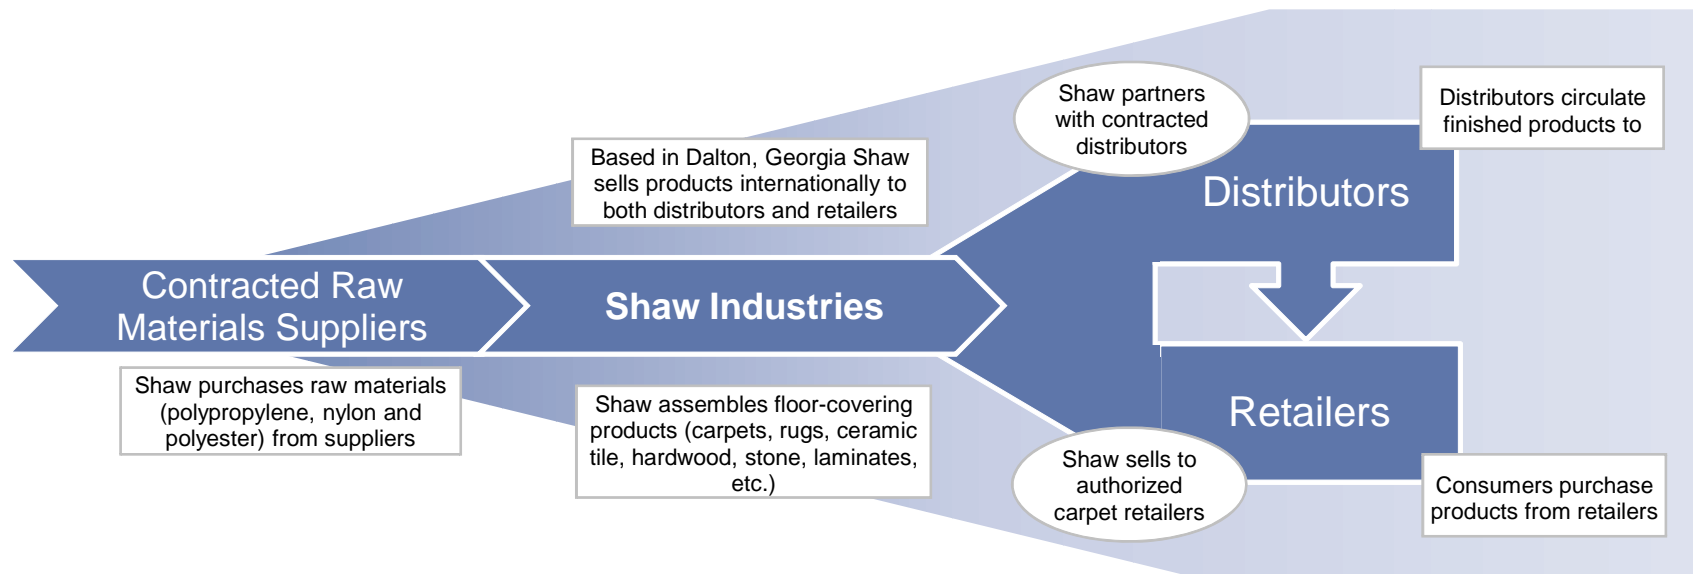 Shaw partners
with contracted
distributors
Distributors circulate
finished products to
Based in Dalton, Georgia Shaw
sells products internationally to
both distributors and retailers
Distributors
Contracted Raw
Materials Suppliers
Shaw Industries
Shaw purchases raw materials
(polypropylene, nylon and
polyester) from suppliers
Shaw assembles floor-covering
products (carpets, rugs, ceramic
tile, hardwood, stone, laminates,
etc.)
Retailers
Shaw sells to
authorized
carpet retailers
Consumers purchase
products from retailers